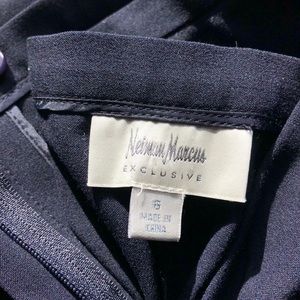 Neiman Marcus
EXCLUSIVE
6
MADE IN
CHINA